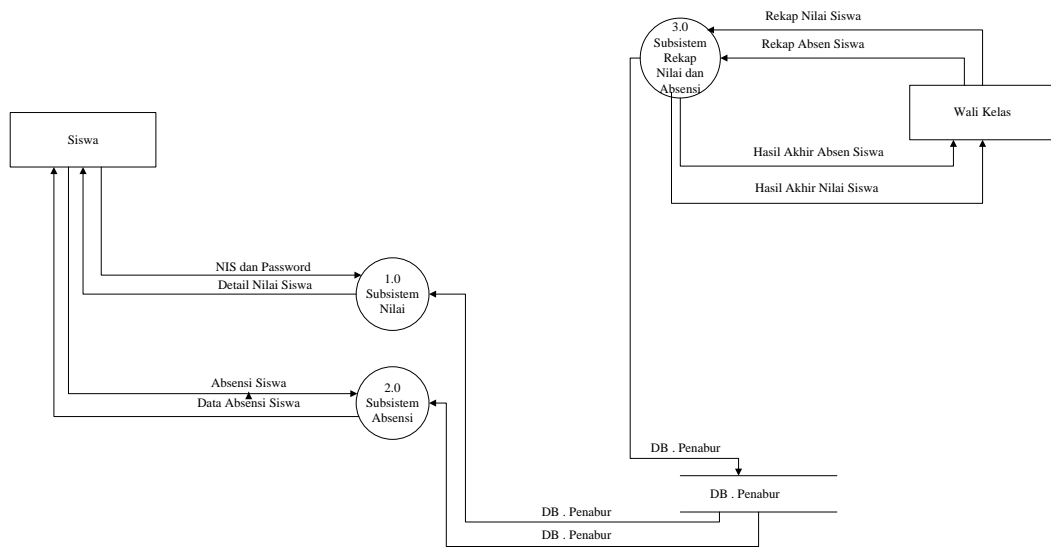 Rekap Nilai Siswa
3.0
Subsistem
Rekap
Nilai dan
Absensi
Rekap Absen Siswa
Wali Kelas
Siswa
Hasil Akhir Absen Siswa
Hasil Akhir Nilai Siswa
NIS dan Password
Detail Nilai Siswa
1.0
Subsistem
Nilai
Absensi Siswa
Data Absensi Siswa
2.0
Subsistem
Absensi
DB . Penabur
DB . Penabur
DB . Penabur
DB . Penabur